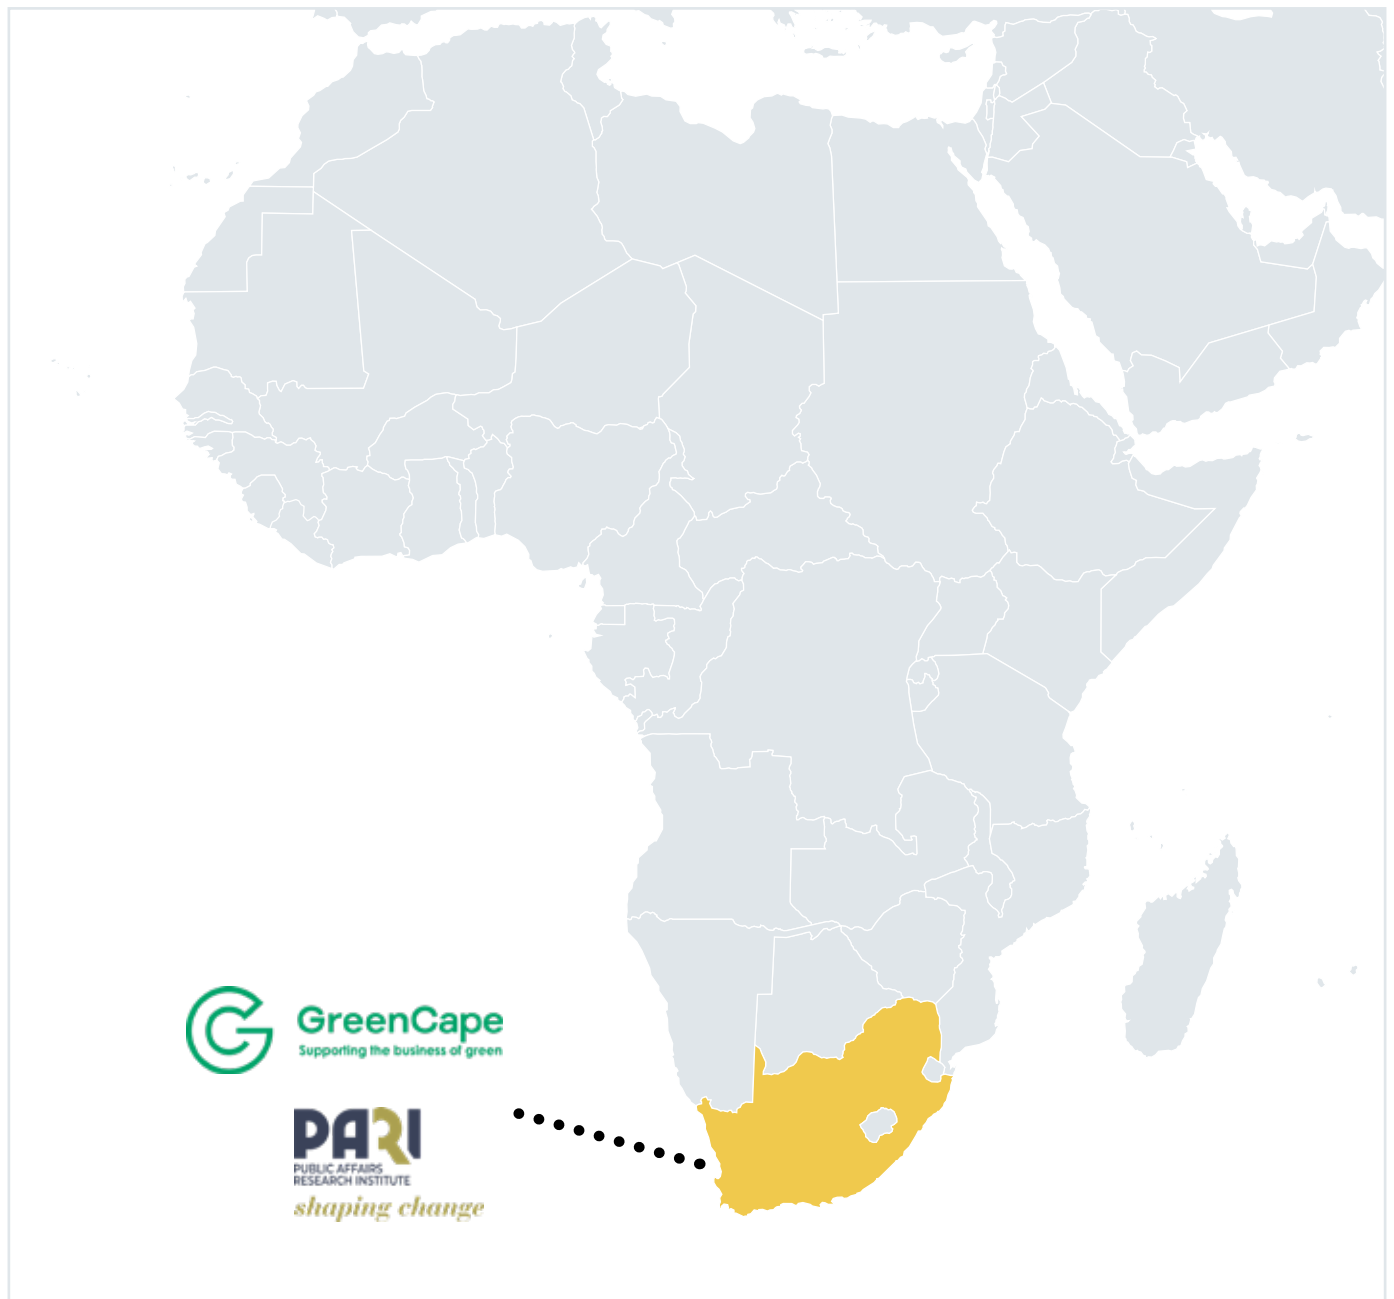 GreenCape
Supporting the business of green
PARI
PUBLIC AFFAIRS
RESEARCH INSTITUTE
shaping change